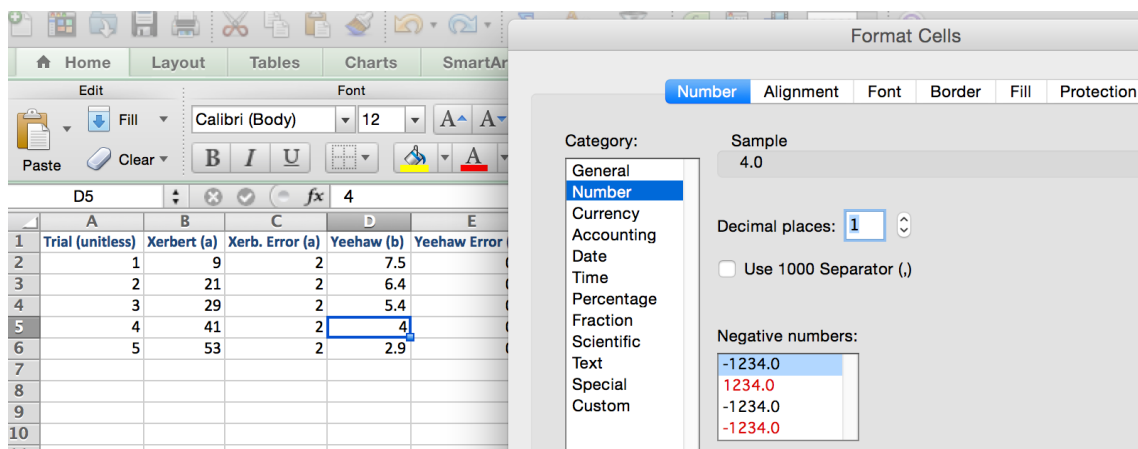 Format Cells
Home Layout Tables Charts SmartAr
Edit Font
Paste Fill Clear
Calibri (Body) 12 A A
B I U A
D5 fx 4
A B C D E
1 Trial (unitless) Xerbert (a) Xerb. Error (a) Yeehaw (b) Yeehaw Error
2 1 9 2 7.5
3 2 21 2 6.4
4 3 29 2 5.4
5 4 41 2 4
6 5 53 2 2.9
7
8
9
10
Number Alignment Font Border Fill Protection
Category:
General
Number
Currency
Accounting
Date
Time
Percentage
Fraction
Scientific
Text
Special
Custom
Sample
4.0
Decimal places: 1
Use 1000 Separator (,)
Negative numbers:
-1234.0
1234.0
-1234.0
-1234.0